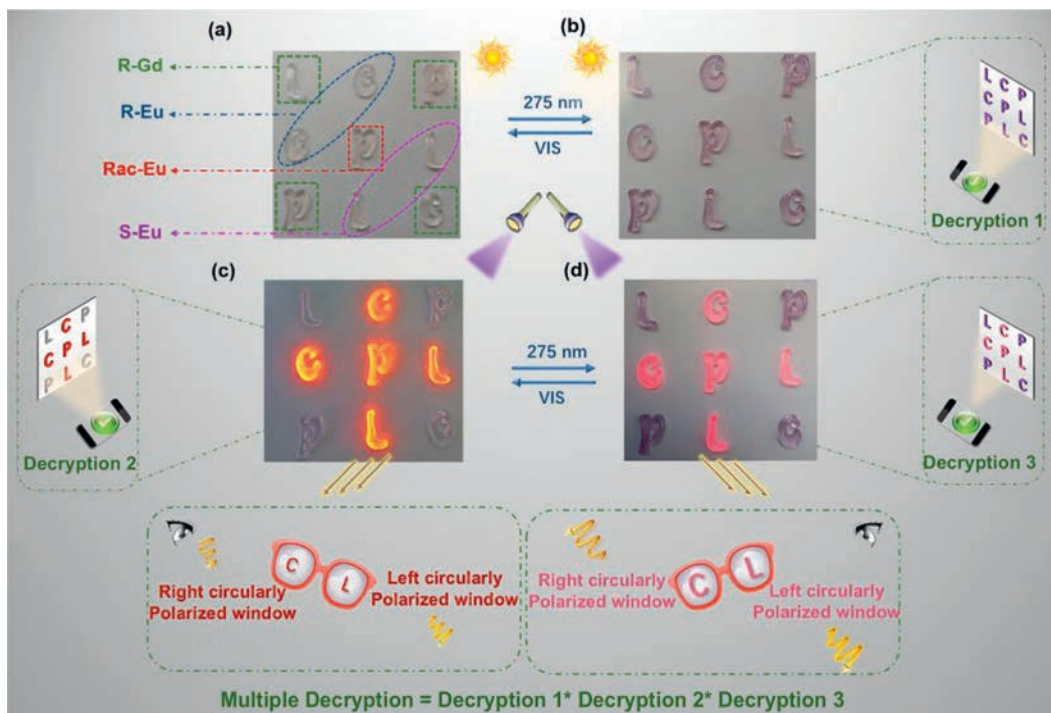 (a)
(b)
R-Gd
R-Eu
Rac-Eu
S-Eu
L C P
C P L
P L C
275 nm
VIS
L C P
C P L
P L C
L C P
C P L
P L C
Decryption 1
(c)
(d)
L C P
C P L
P L C
Decryption 2
L C P
C P L
P L C
275 nm
VIS
L C P
C P L
P L C
L C P
C P L
P L C
Decryption 3
C L
Right circularly
Polarized window
Left circularly
Polarized window
C L
Right circularly
Polarized window
Left circularly
Polarized window
Multiple Decryption = Decryption 1* Decryption 2* Decryption 3